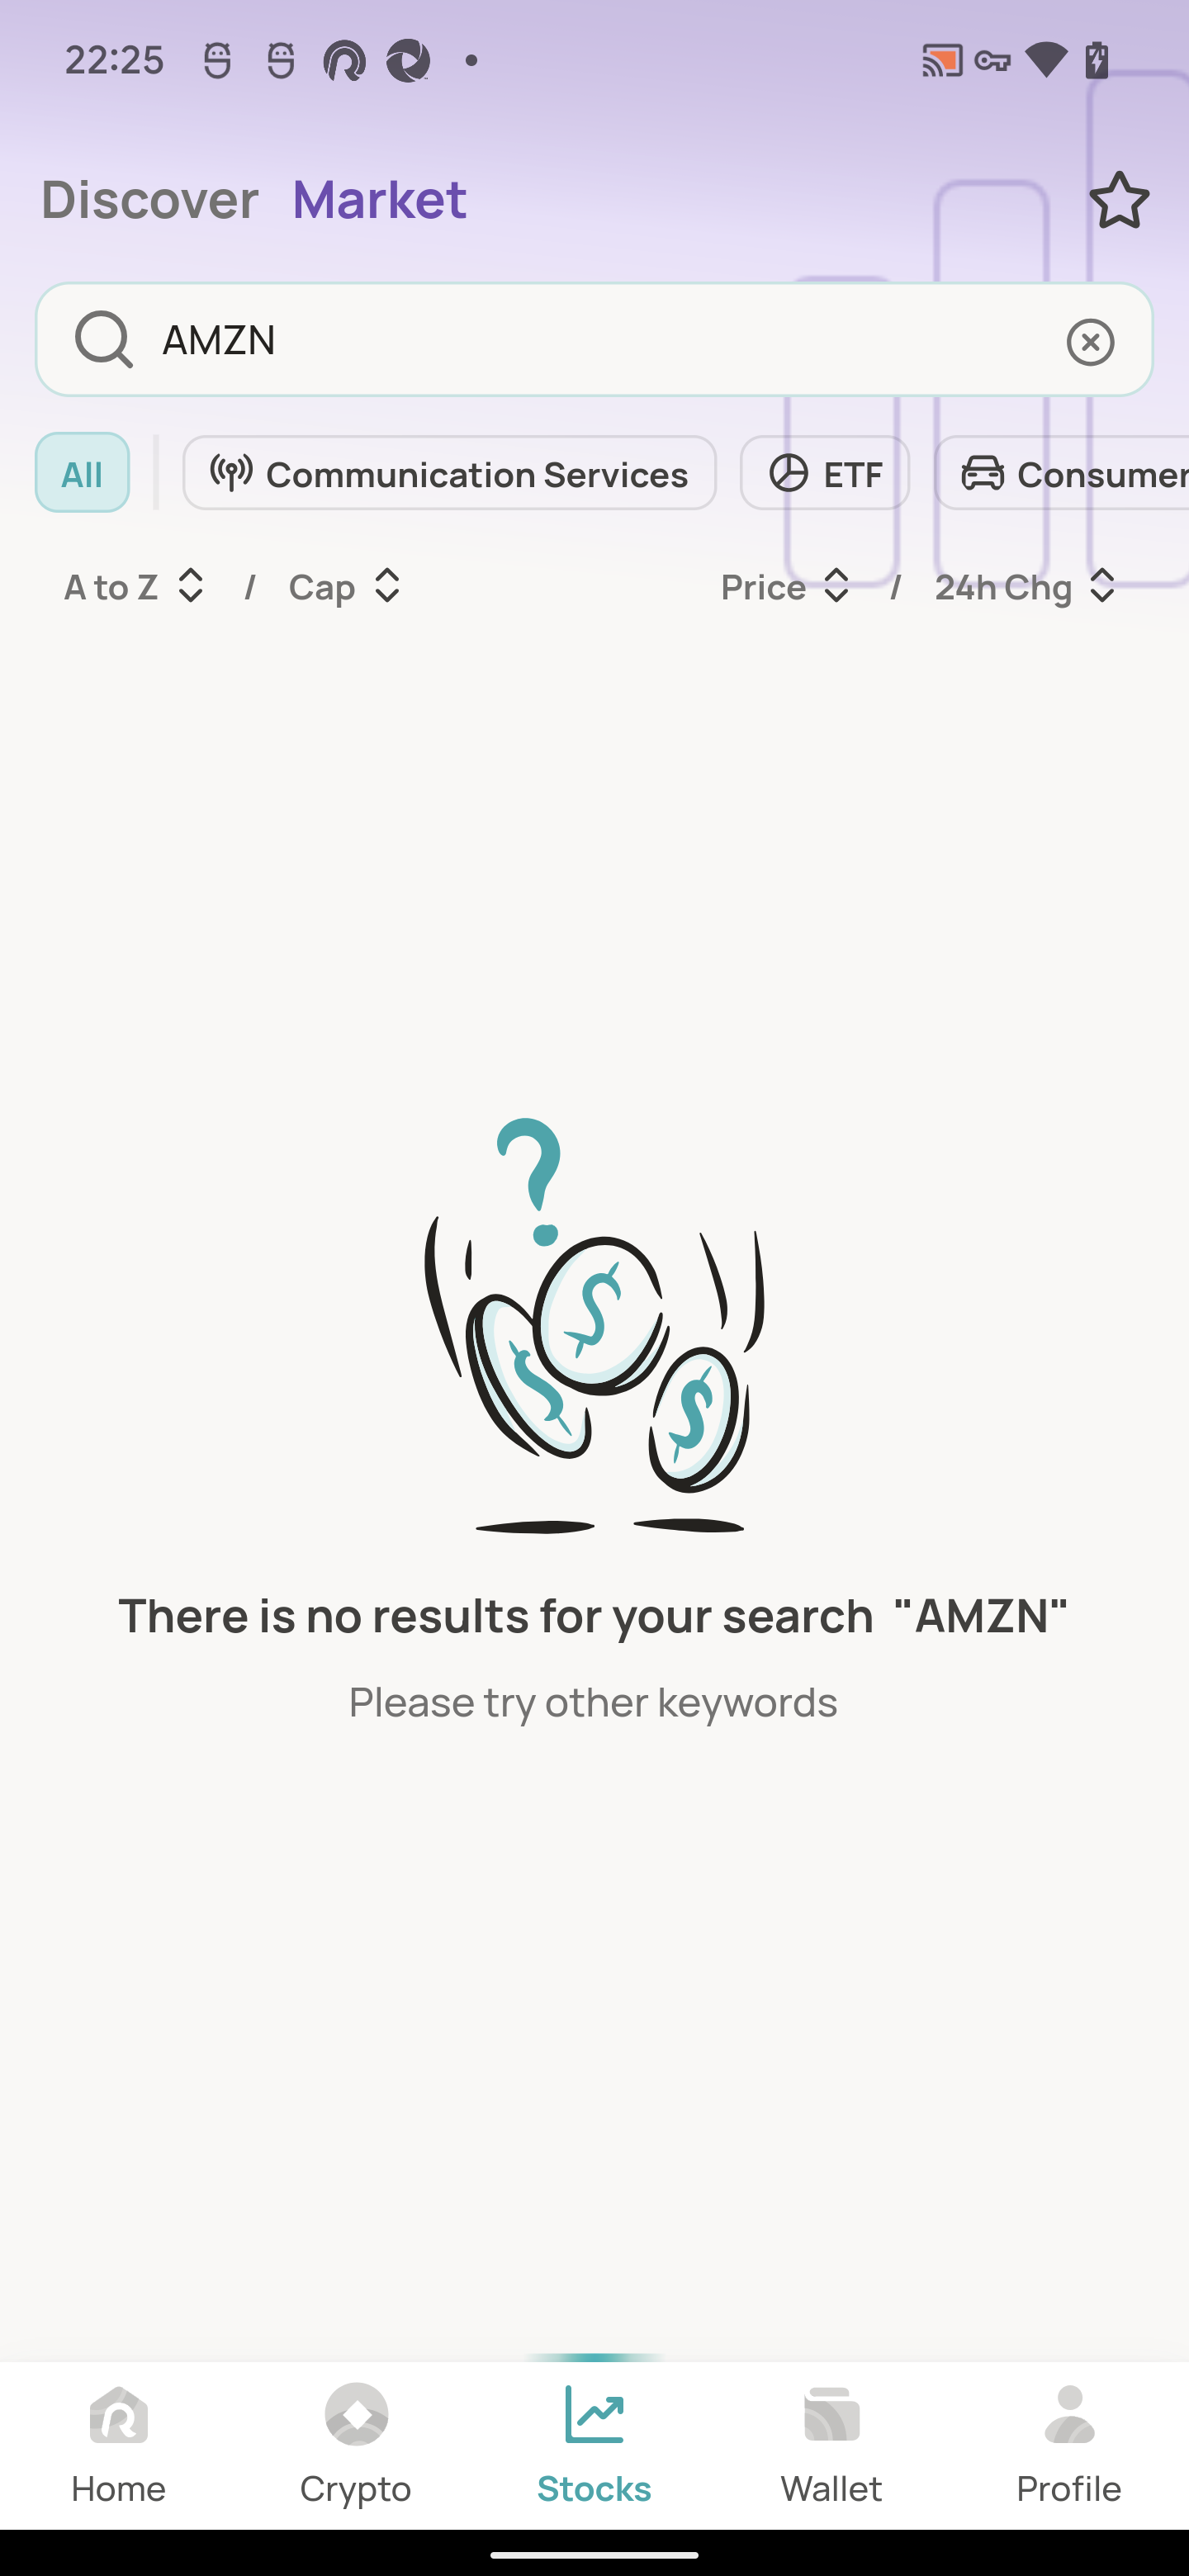 22:25
Discover Market
AMZN
All Communication Services ETF Consumer
A to Z / Cap Price / 24h Chg
There is no results for your search "AMZN"
Please try other keywords
Home Crypto Stocks Wallet Profile